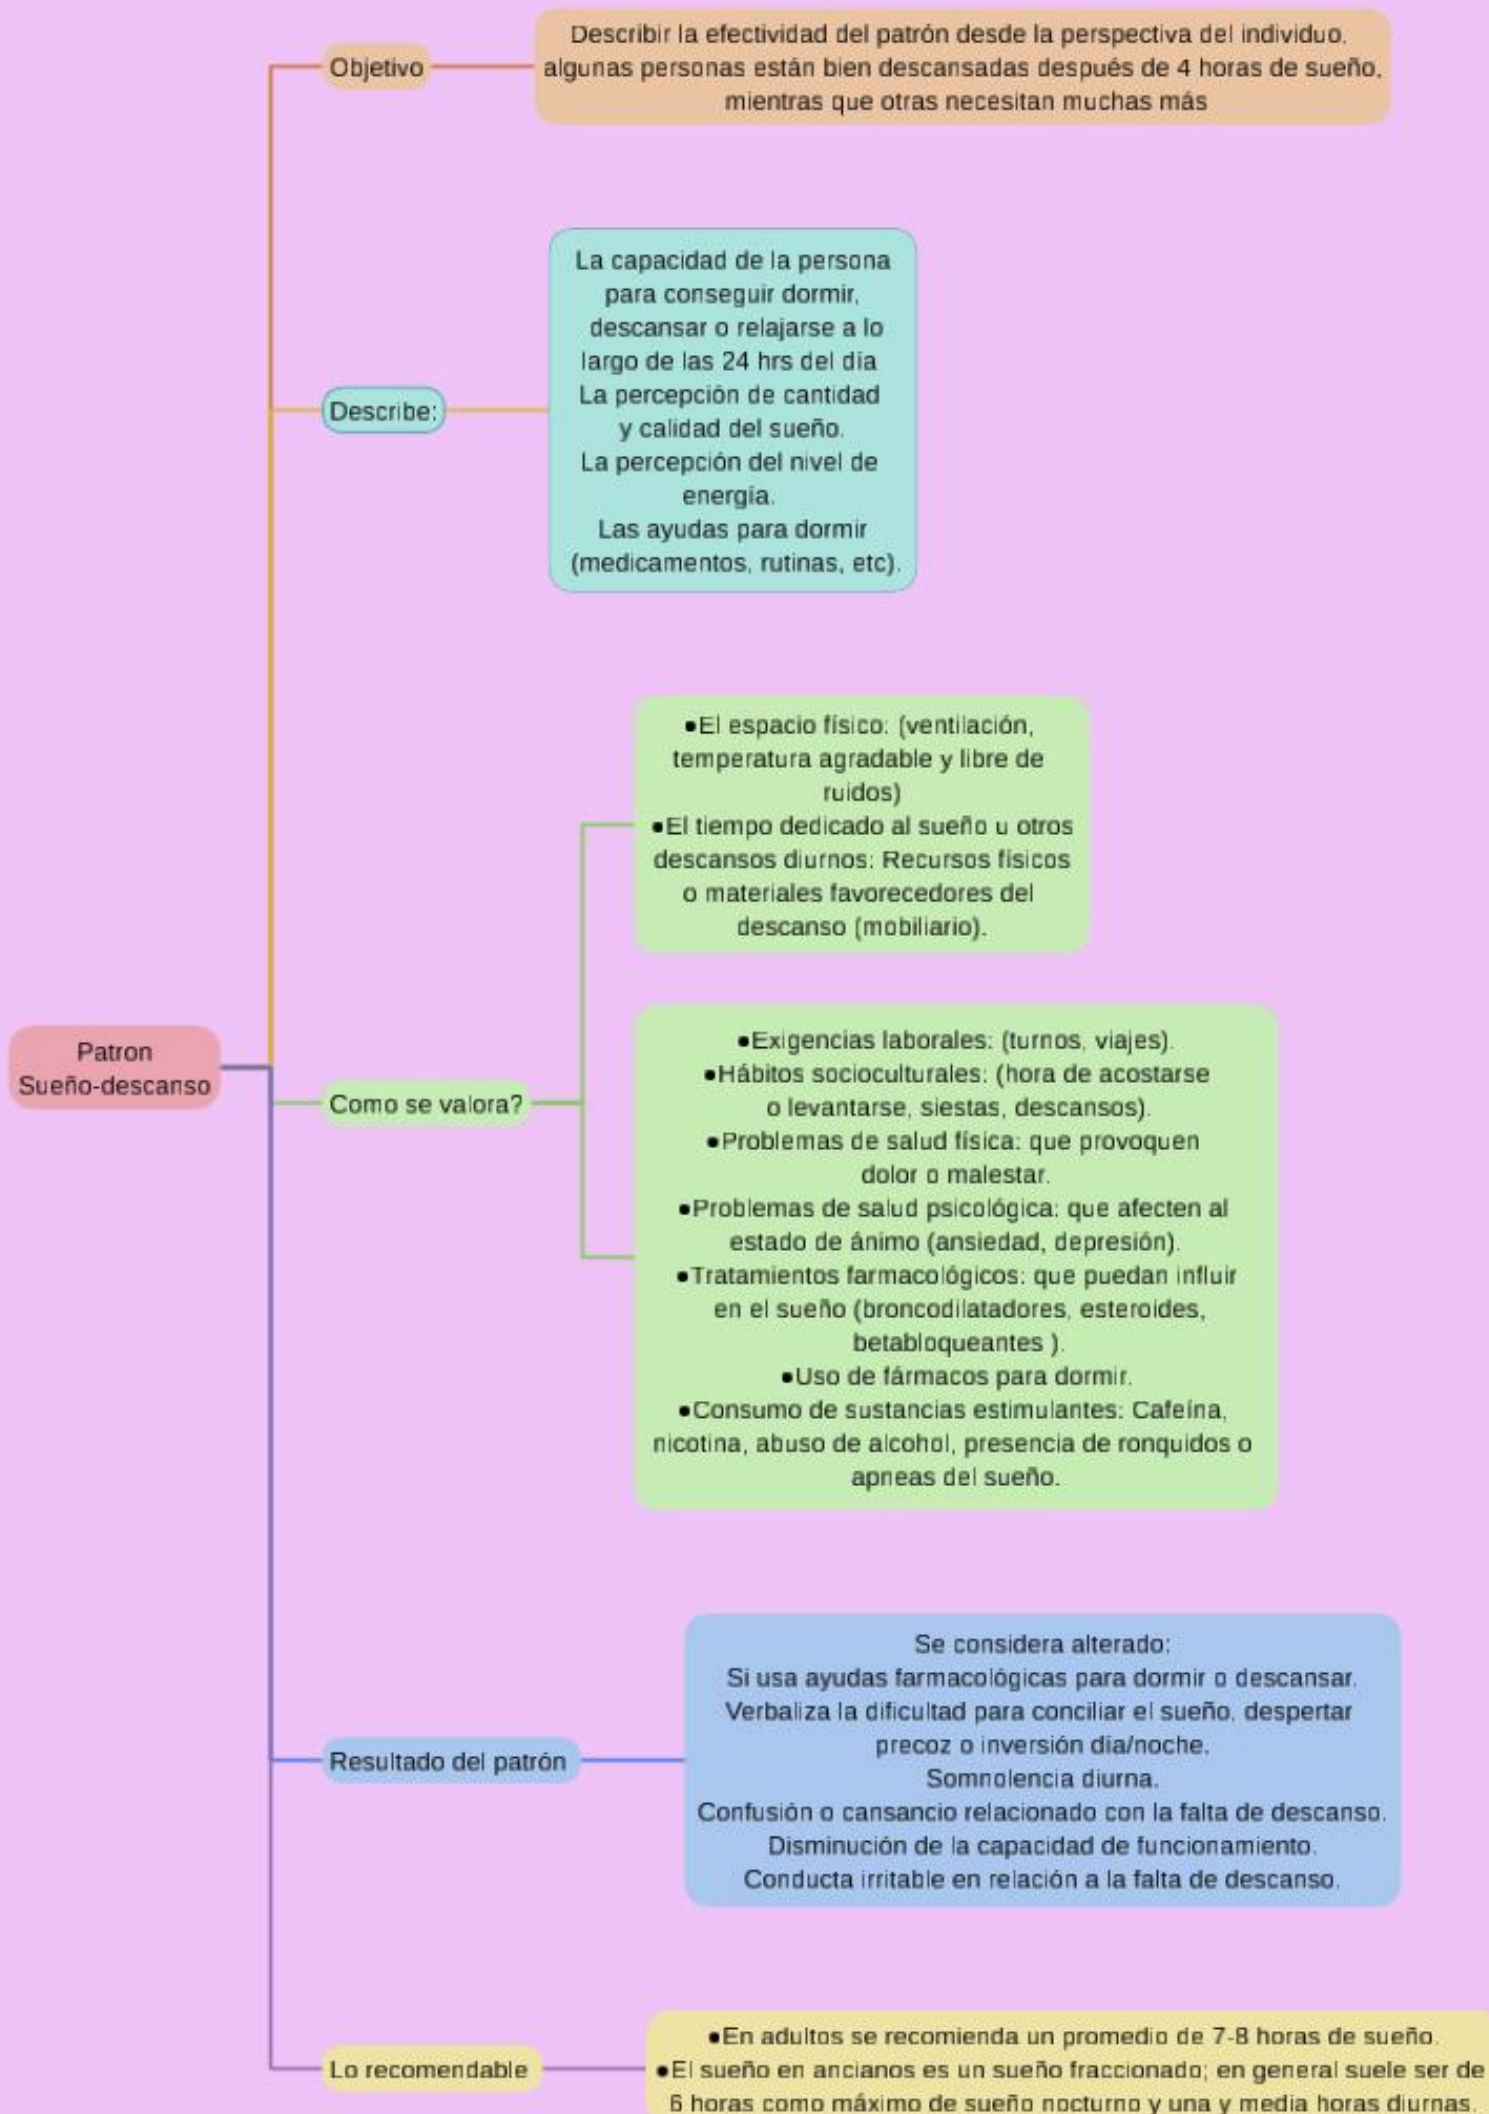 Patron
Sueño-descanso
Objetivo
Describir la efectividad del patrón desde la perspectiva del individuo.
algunas personas están bien descansadas después de 4 horas de sueño,
mientras que otras necesitan muchas más
Describe:
La capacidad de la persona
para conseguir dormir,
descansar o relajarse a lo
largo de las 24 hrs del día
La percepción de cantidad
y calidad del sueño.
La percepción del nivel de
energía.
Las ayudas para dormir
(medicamentos, rutinas, etc).
Como se valora?
●El espacio físico: (ventilación,
temperatura agradable y libre de
ruidos)
●El tiempo dedicado al sueño u otros
descansos diurnos: Recursos físicos
o materiales favorecedores del
descanso (mobiliario).
●Exigencias laborales: (turnos, viajes).
●Hábitos socioculturales: (hora de acostarse
o levantarse, siestas, descansos).
●Problemas de salud física: que provoquen
dolor o malestar.
●Problemas de salud psicológica: que afecten al
estado de ánimo (ansiedad, depresión).
●Tratamientos farmacológicos: que puedan influir
en el sueño (broncodilatadores, esteroides,
betabloqueantes ).
●Uso de fármacos para dormir.
●Consumo de sustancias estimulantes: Cafeína,
nicotina, abuso de alcohol, presencia de ronquidos o
apneas del sueño.
Resultado del patrón
Se considera alterado:
Si usa ayudas farmacológicas para dormir o descansar.
Verbaliza la dificultad para conciliar el sueño, despertar
precoz o inversión día/noche.
Somnolencia diurna.
Confusión o cansancio relacionado con la falta de descanso.
Disminución de la capacidad de funcionamiento.
Conducta irritable en relación a la falta de descanso.
Lo recomendable
●En adultos se recomienda un promedio de 7-8 horas de sueño.
●El sueño en ancianos es un sueño fraccionado; en general suele ser de
6 horas como máximo de sueño nocturno y una y media horas diurnas.